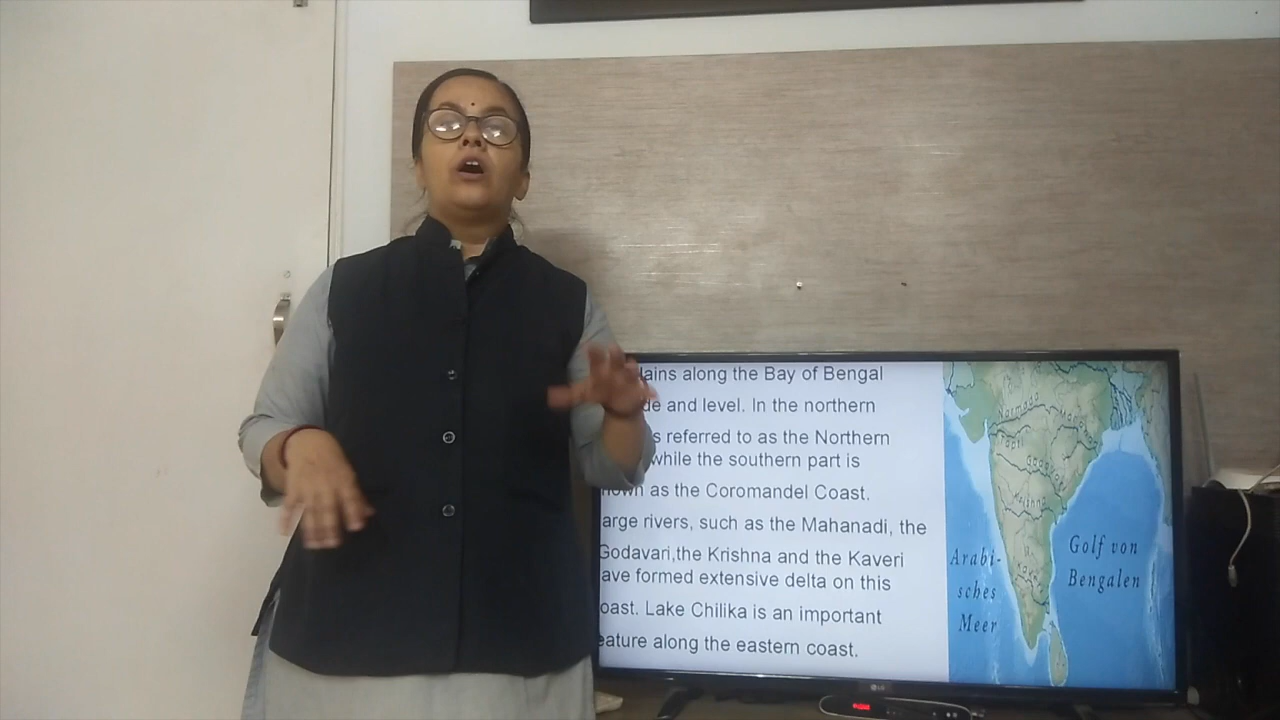 along the Bay of Bengal
and level. In the northern
referred to as the Northern
while the southern part is
as the Coromandel Coast.
arge rivers, such as the Mahanadi, the
Godavari,the Krishna and the Kaveri
ave formed extensive delta on this
oast. Lake Chilika is an important
eature along the eastern coast.
Narmada
Tapti
Godavari
Krishna
Arabi-
sches
Meer
Golf von
Bengalen
LG